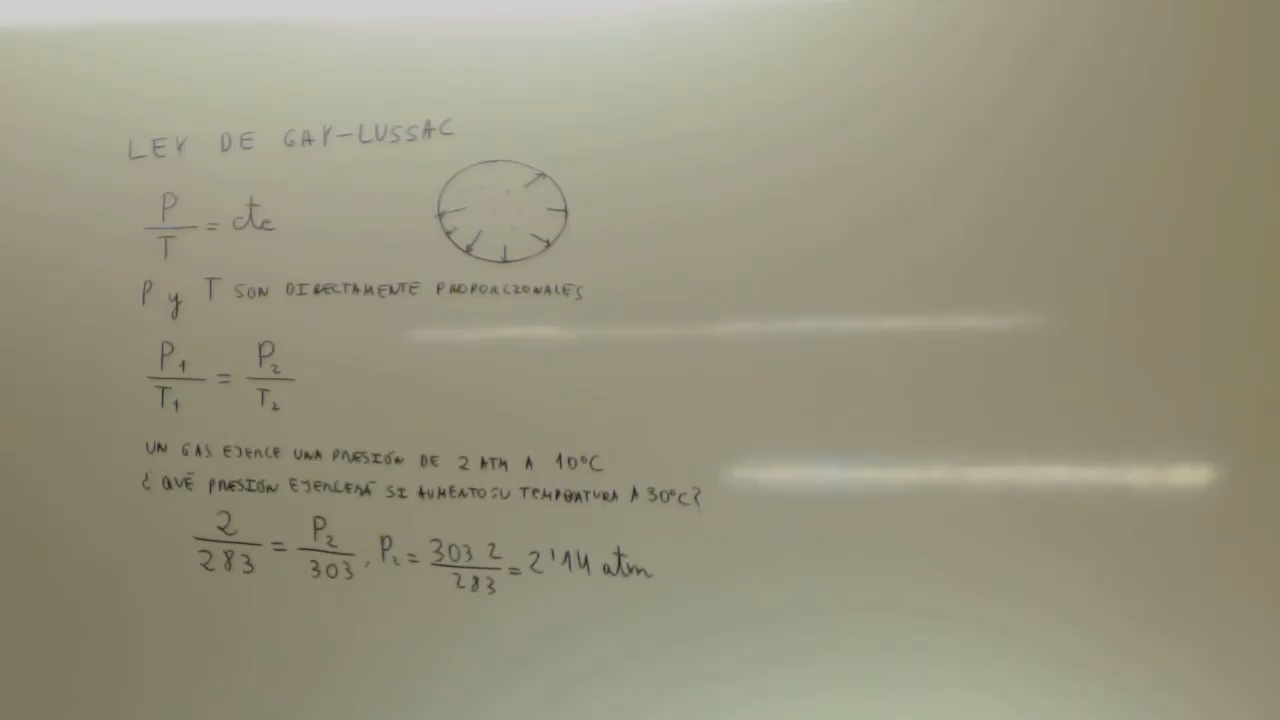 LEY DE GAY-LUSSAC
P/T = cte
P y T SON DIRECTAMENTE PROPORCIONALES
P₁/T₁ = P₂/T₂
UN GAS EJERCE UNA PRESIÓN DE 2 ATM A 10°C
¿QUÉ PRESIÓN EJERCERÁ SI AUMENTO SU TEMPERATURA A 30°C?
2/283 = P₂/303, P₂ = 303 2/283 = 2'14 atm